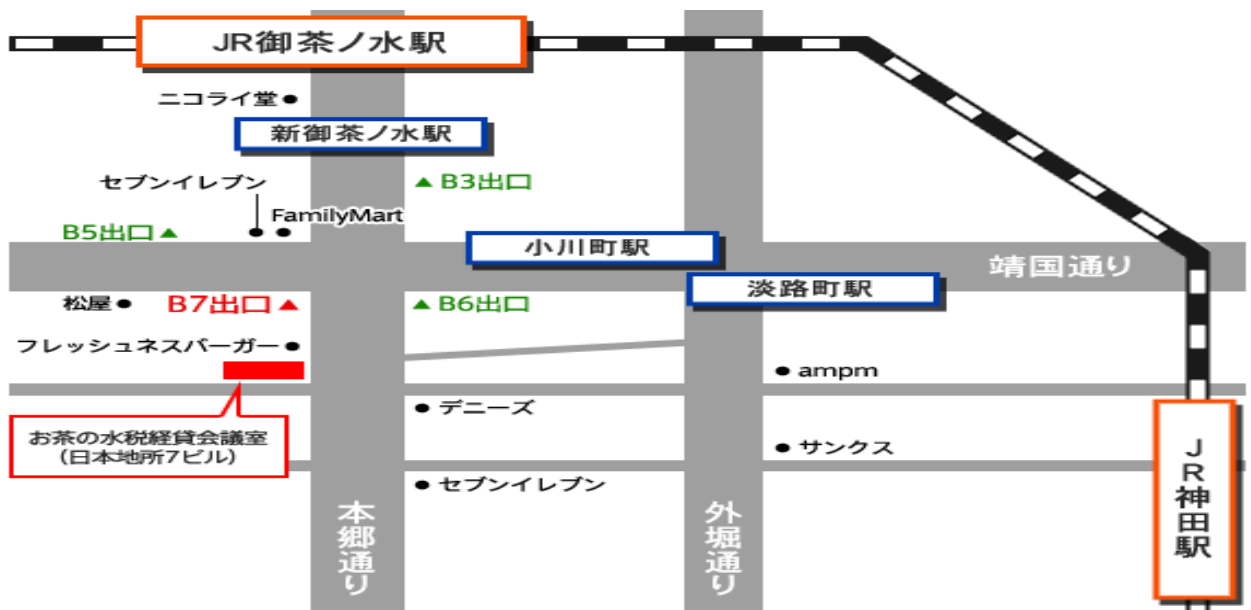 JR御茶ノ水駅
ニコライ堂
新御茶ノ水駅
セブンイレブン
B3出口
FamilyMart
B5出口
小川町駅
靖国通り
淡路町駅
松屋
B7出口
B6出口
フレッシュネスバーガー
ampm
デニーズ
お茶の水税経貸会議室
(日本地所7ビル)
サンクス
セブンイレブン
本郷通り
外堀通り
JR神田駅